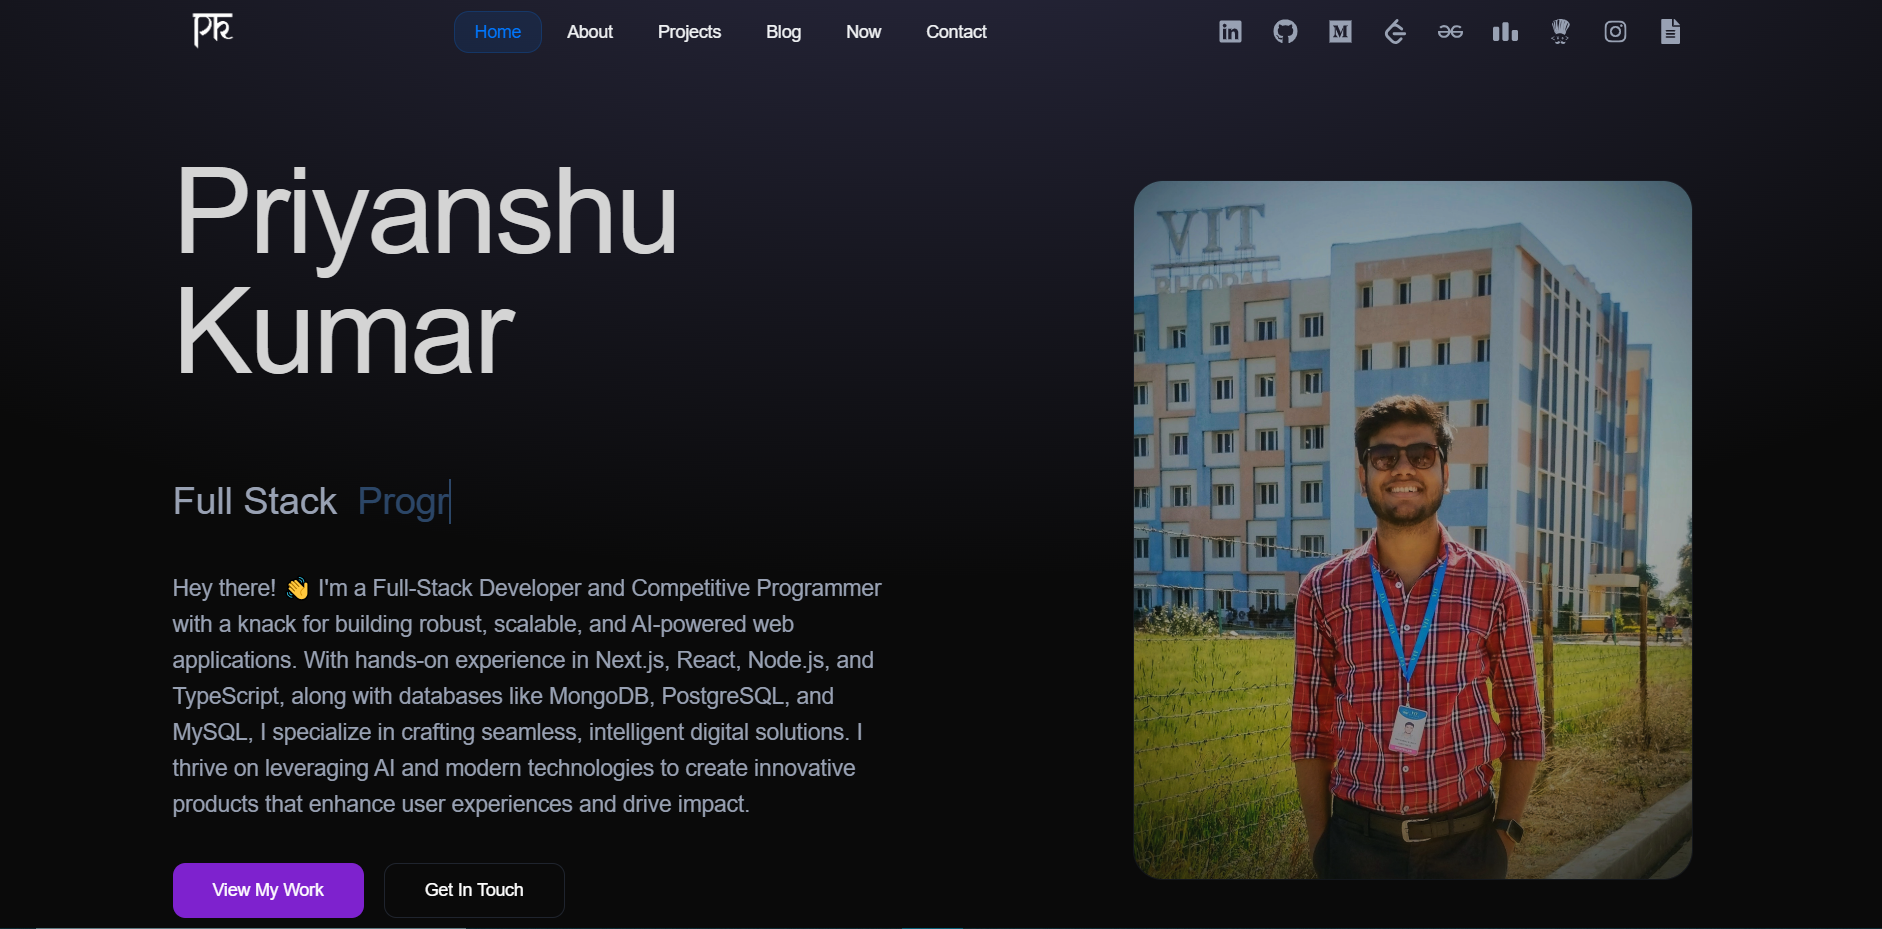 Home
About
Projects
Blog
Now
Contact
Priyanshu
Kumar
Full Stack Progr
Hey there! 👋 I'm a Full-Stack Developer and Competitive Programmer
with a knack for building robust, scalable, and AI-powered web
applications. With hands-on experience in Next.js, React, Node.js, and
TypeScript, along with databases like MongoDB, PostgreSQL, and
MySQL, I specialize in crafting seamless, intelligent digital solutions. I
thrive on leveraging AI and modern technologies to create innovative
products that enhance user experiences and drive impact.
View My Work
Get In Touch
VIT
BHOPAL